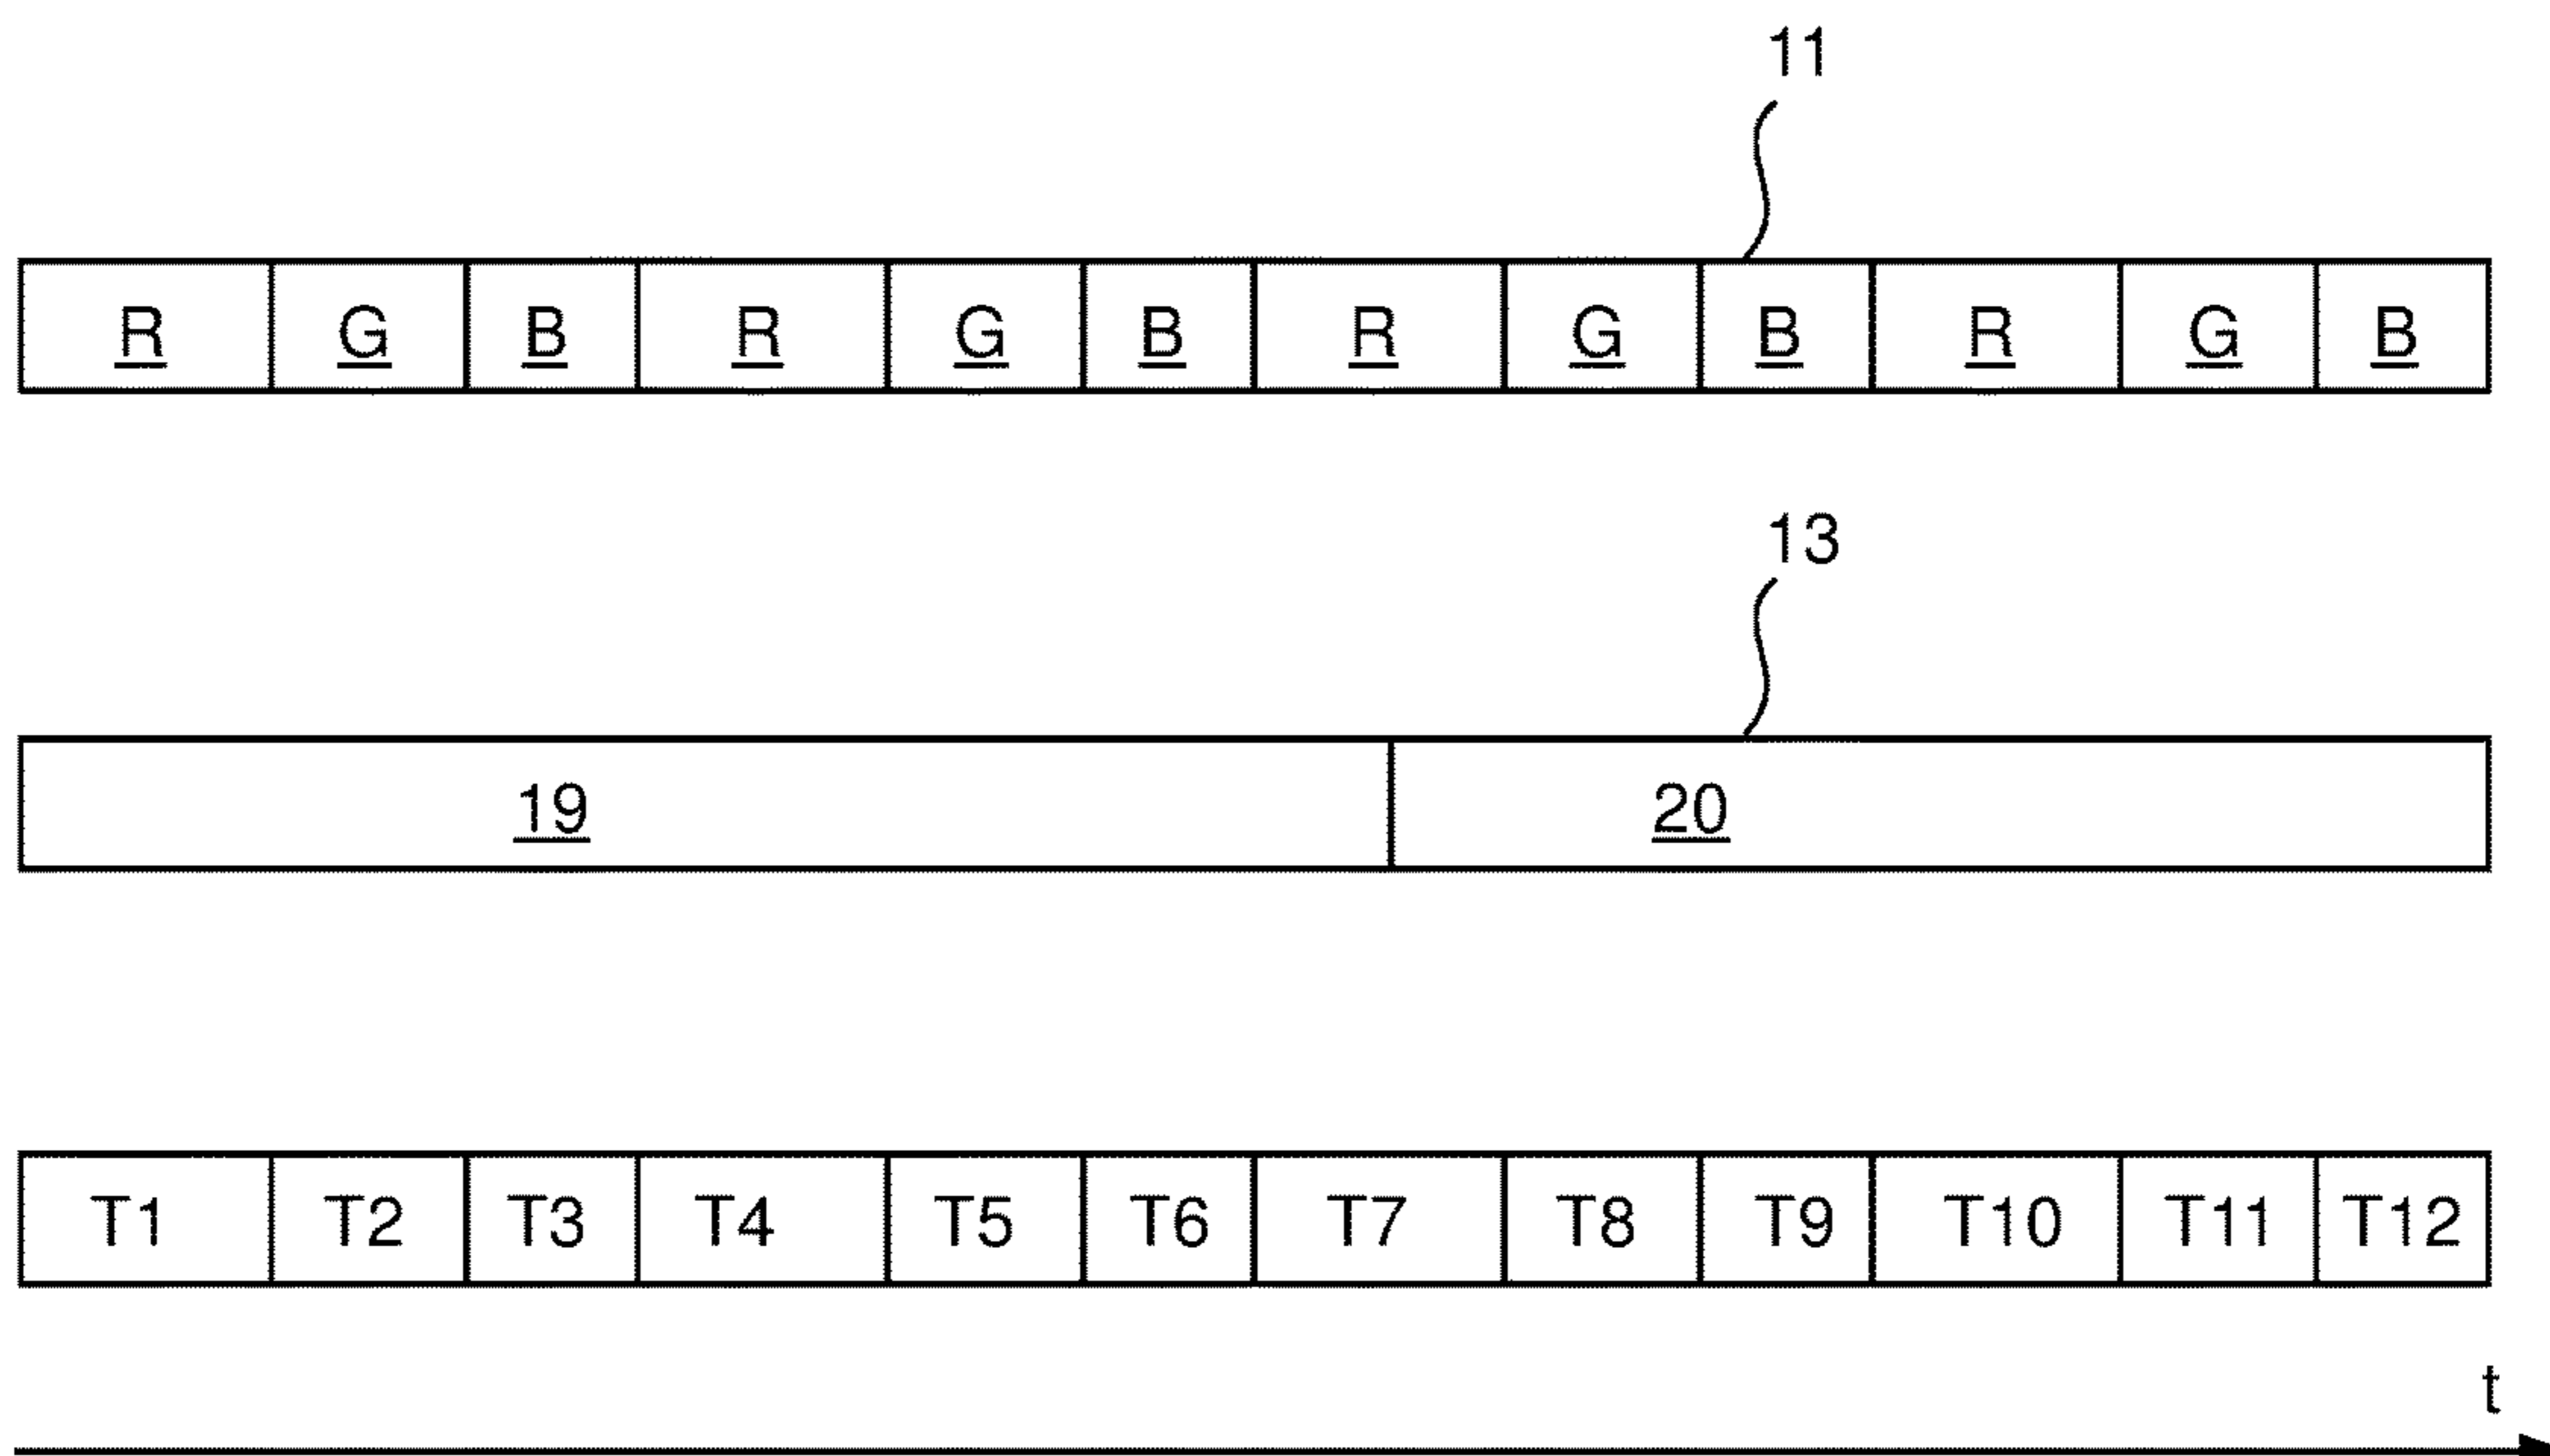 11
R G B R G B R G B R G B
13
19 20
T1 T2 T3 T4 T5 T6 T7 T8 T9 T10 T11 T12
t